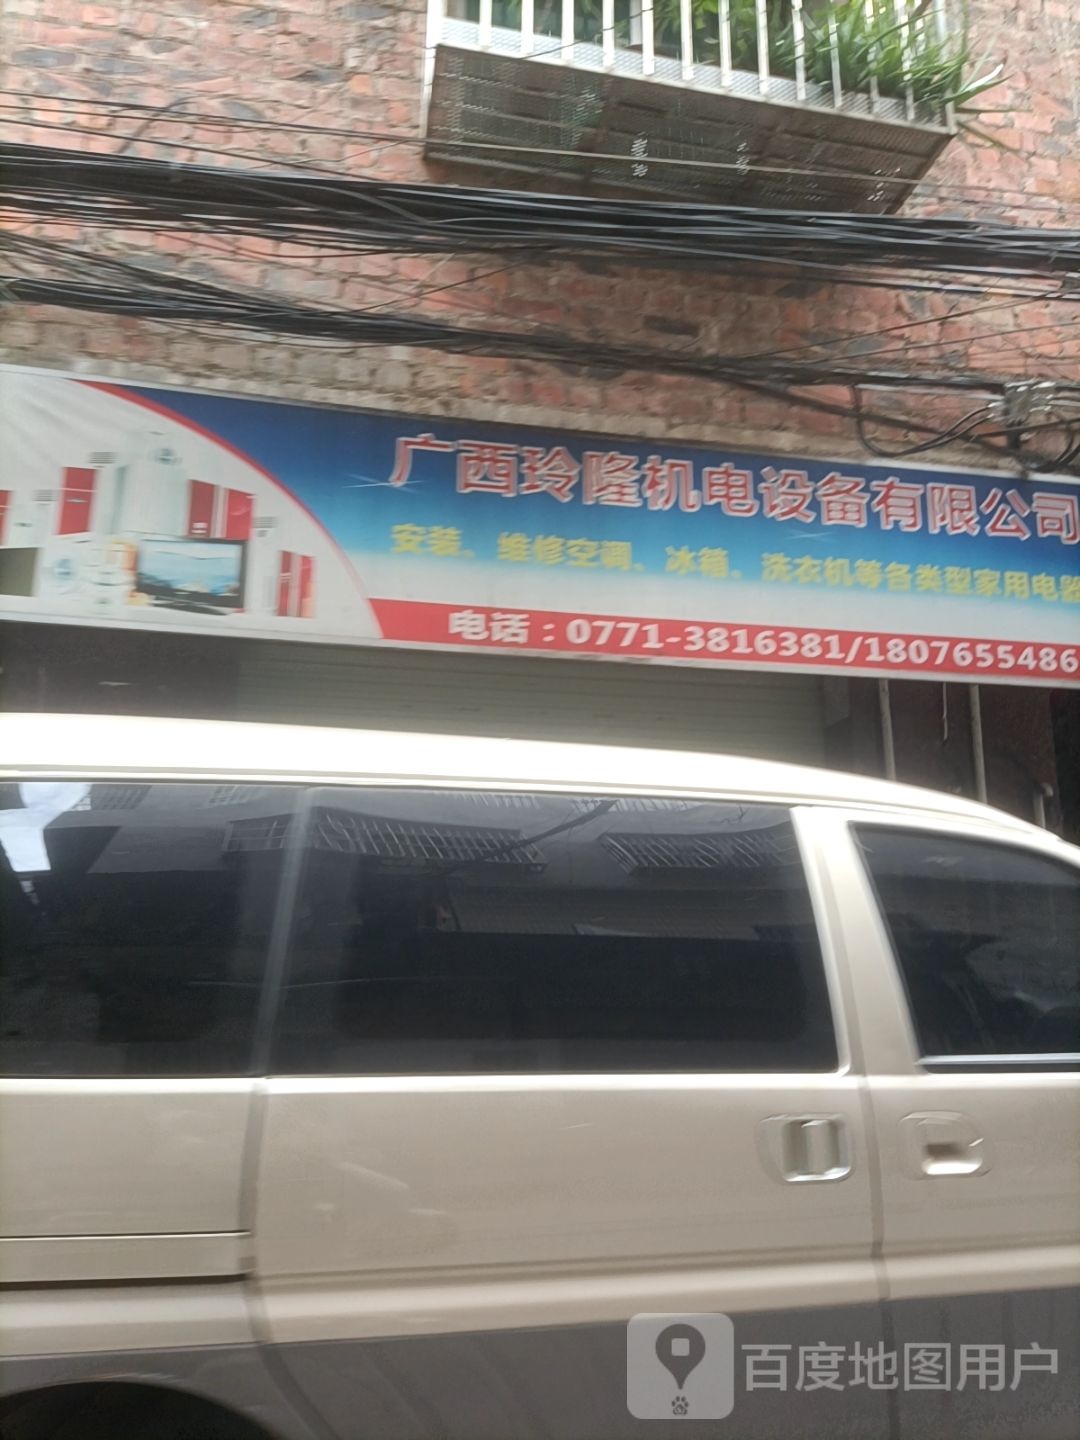 广西玲隆机电设备有限公司
安装、维修空调、冰箱、洗衣机等各类型家用电器
电话：0771-3816381/1807655486
百度地图用户